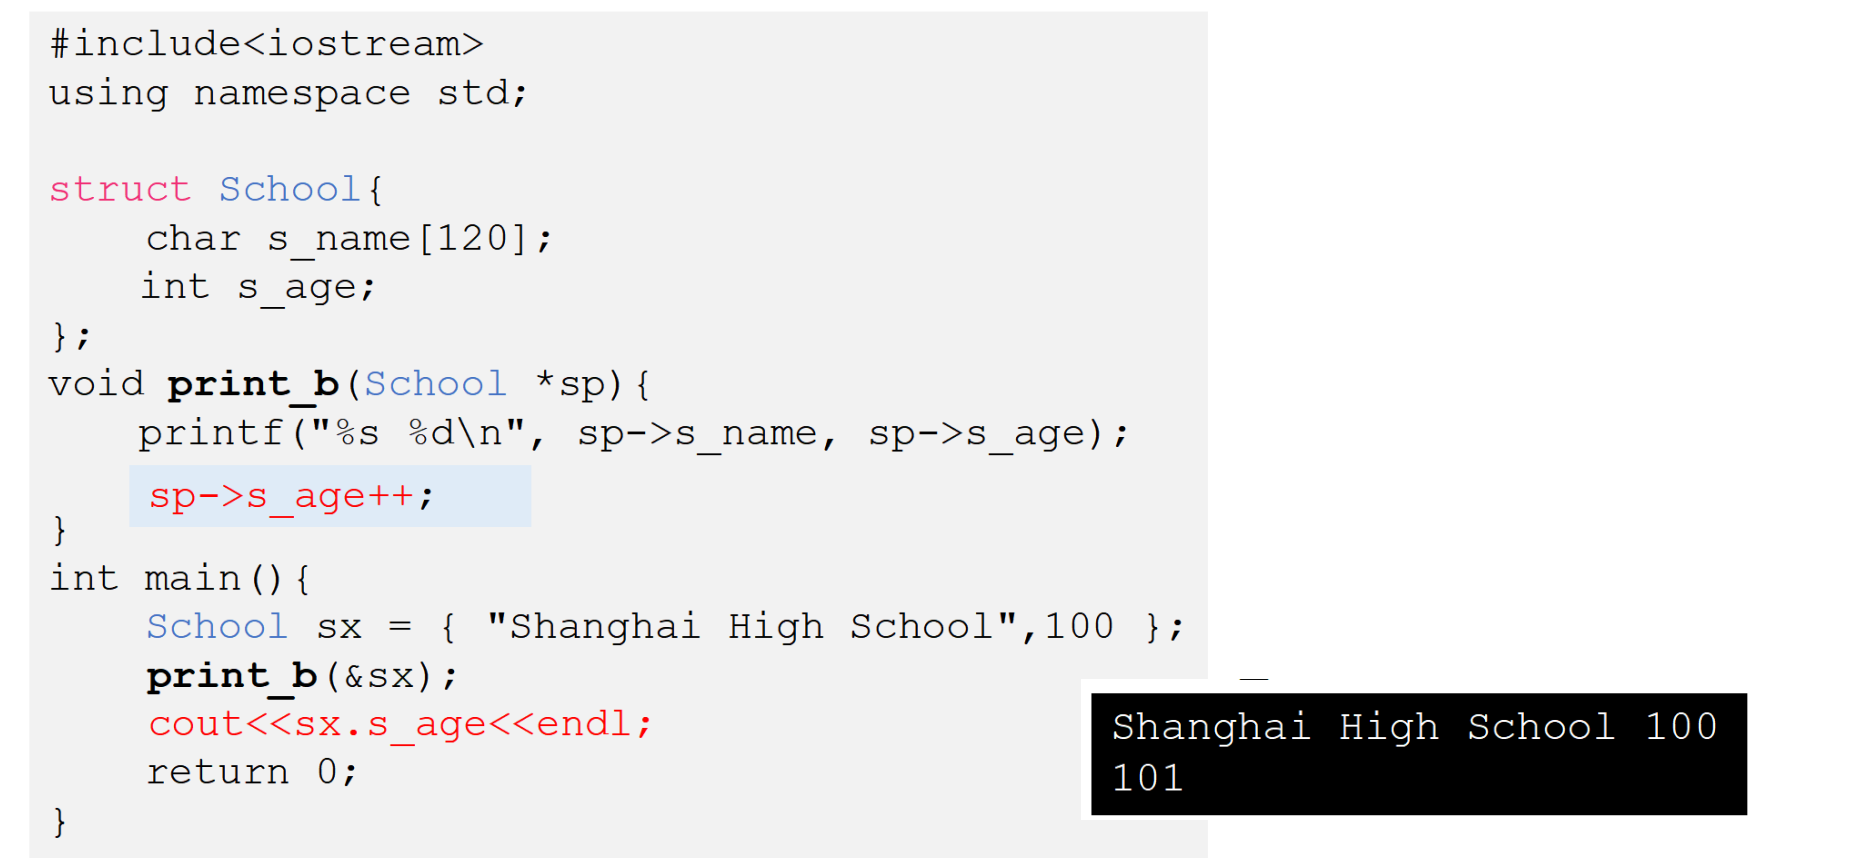 #include<iostream>
using namespace std;
struct School{
char s_name[120];
int s_age;
};
void print_b(School *sp){
printf("%s %d\n", sp->s_name, sp->s_age);
sp->s_age++;
}
int main(){
School sx = { "Shanghai High School",100 };
print_b(&sx);
cout<<sx.s_age<<endl;
return 0;
}
Shanghai High School 100
101